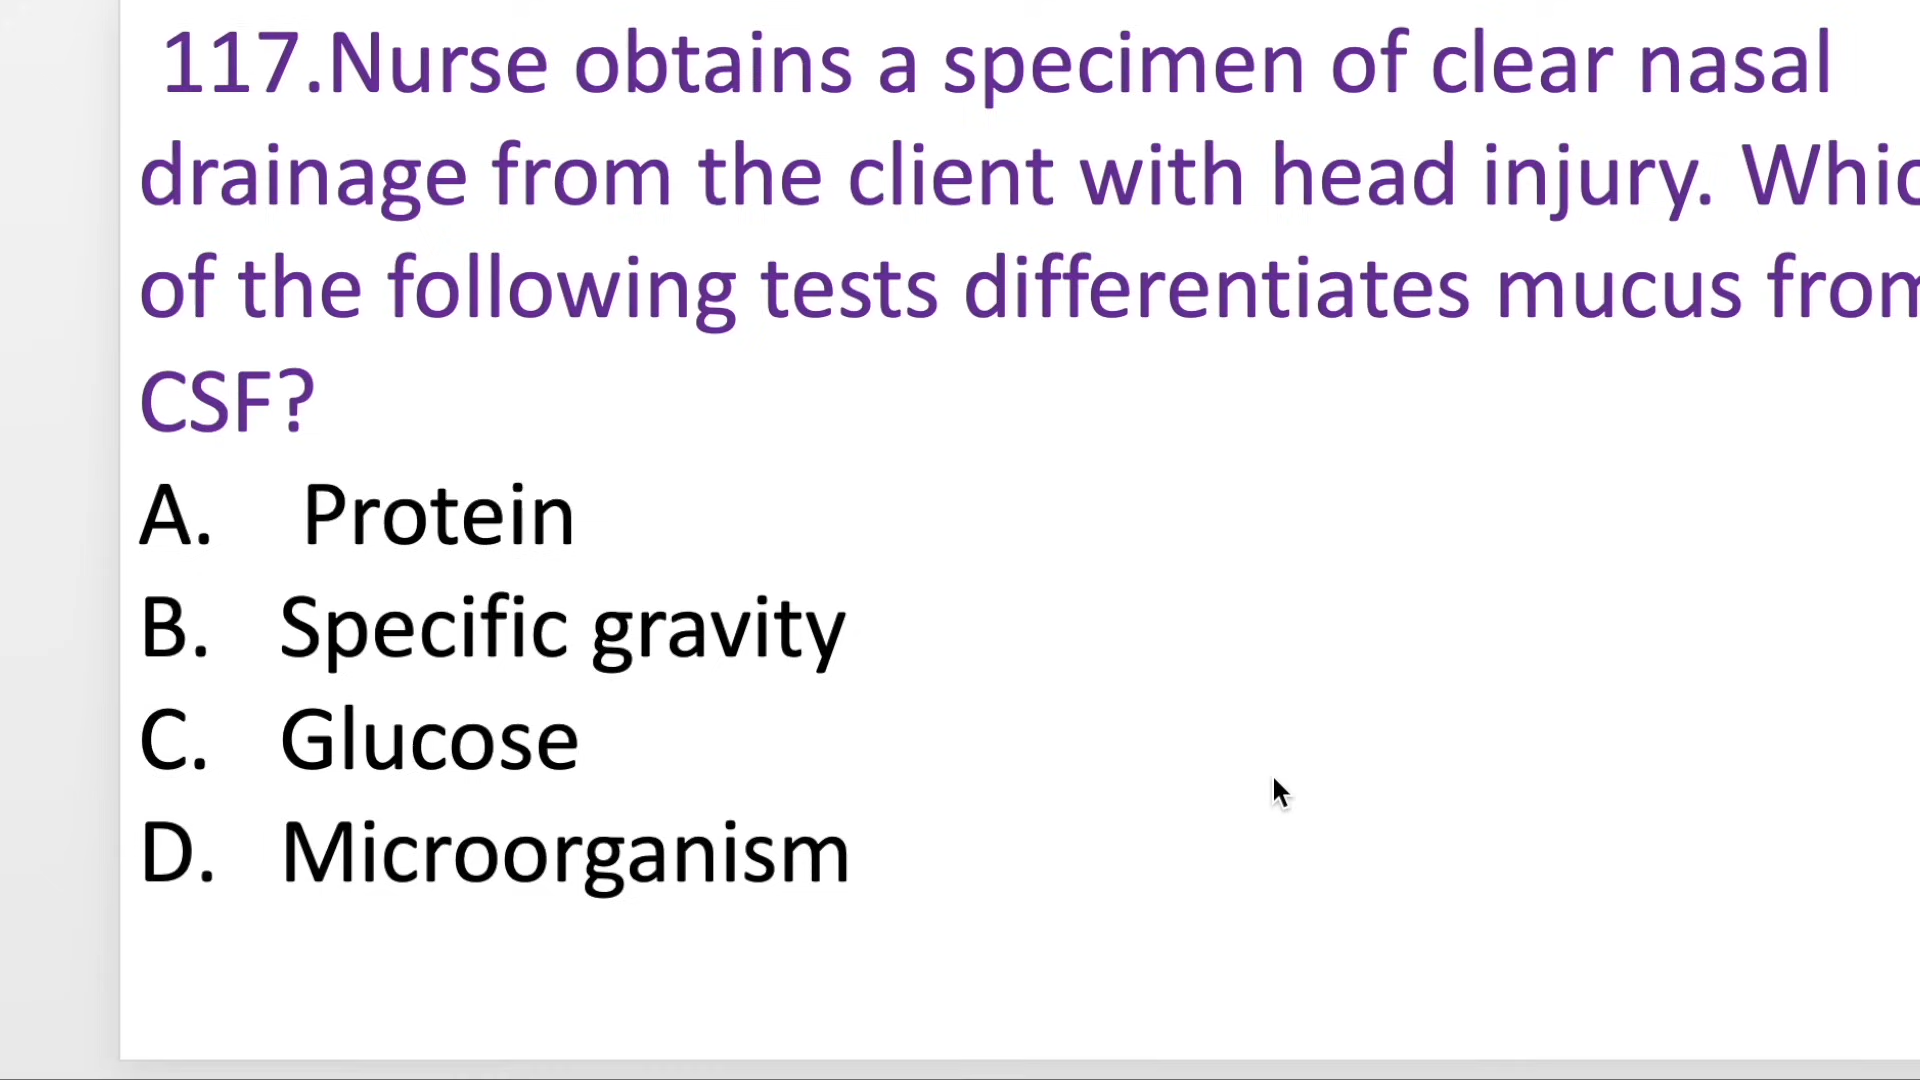 117.Nurse obtains a specimen of clear nasal
drainage from the client with head injury. Whic
of the following tests differentiates mucus from
CSF?
A. Protein
B. Specific gravity
C. Glucose
D. Microorganism